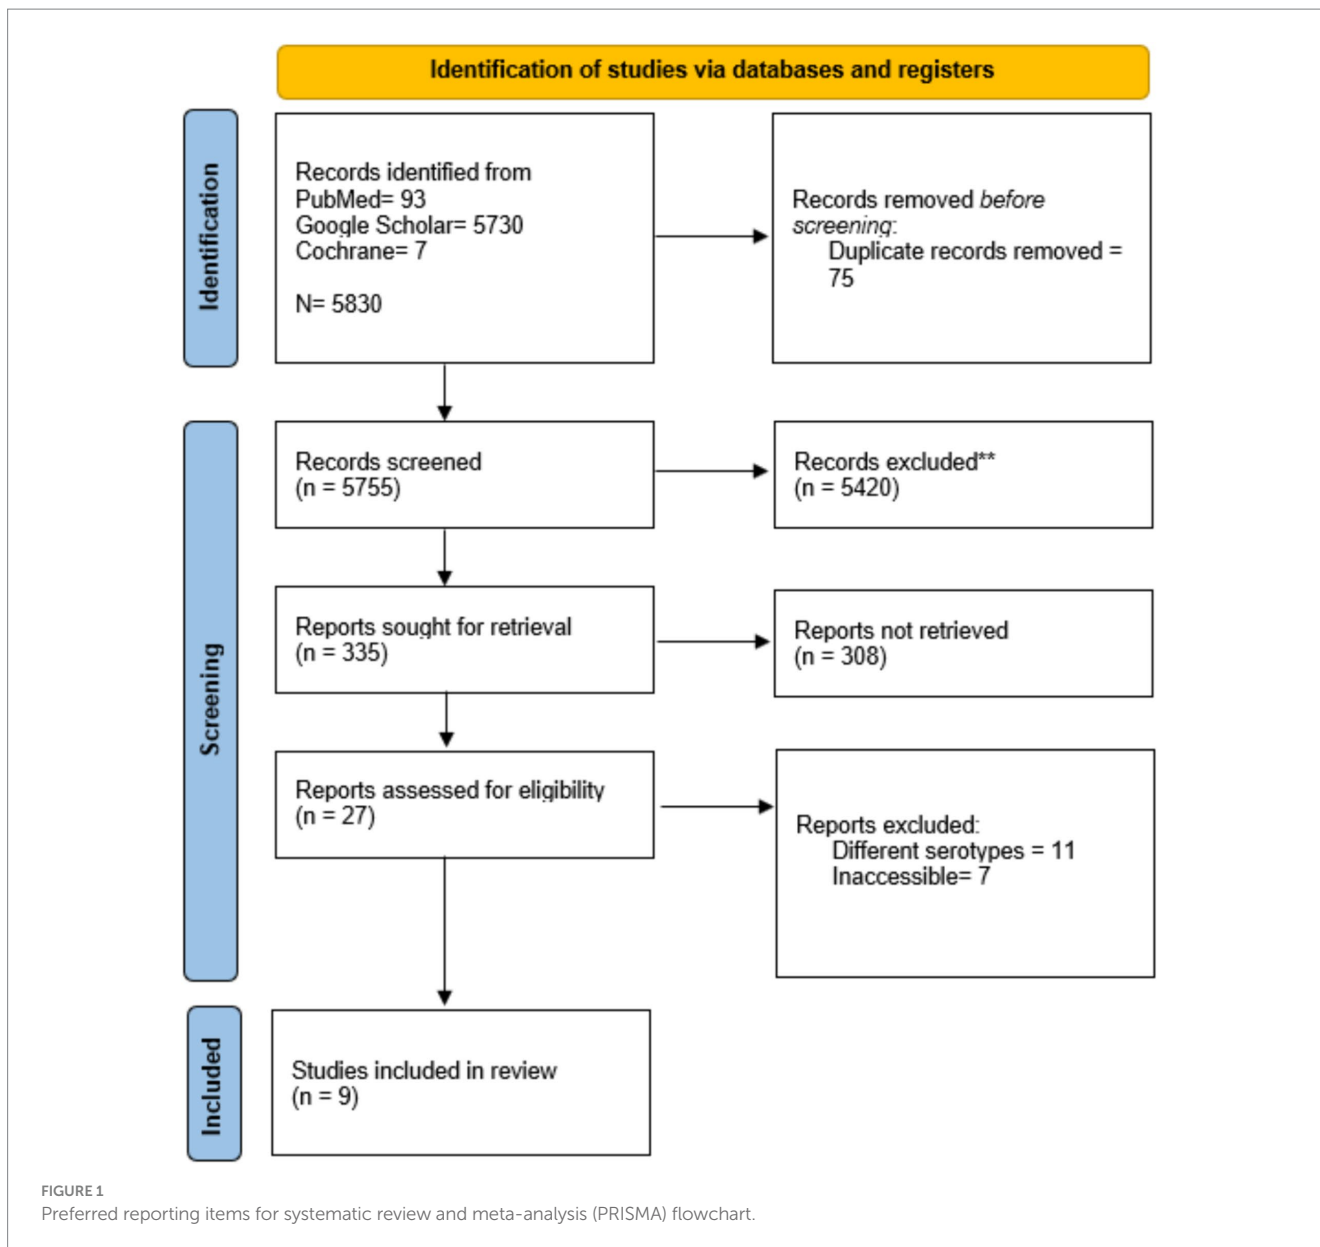 Identification of studies via databases and registers
Identification
Records identified from
PubMed= 93
Google Scholar= 5730
Cochrane= 7
N= 5830
Records removed before
screening:
Duplicate records removed =
75
Screening
Records screened
(n = 5755)
Records excluded**
(n = 5420)
Reports sought for retrieval
(n = 335)
Reports not retrieved
(n = 308)
Reports assessed for eligibility
(n = 27)
Reports excluded:
Different serotypes = 11
Inaccessible= 7
Included
Studies included in review
(n = 9)
FIGURE 1
Preferred reporting items for systematic review and meta-analysis (PRISMA) flowchart.